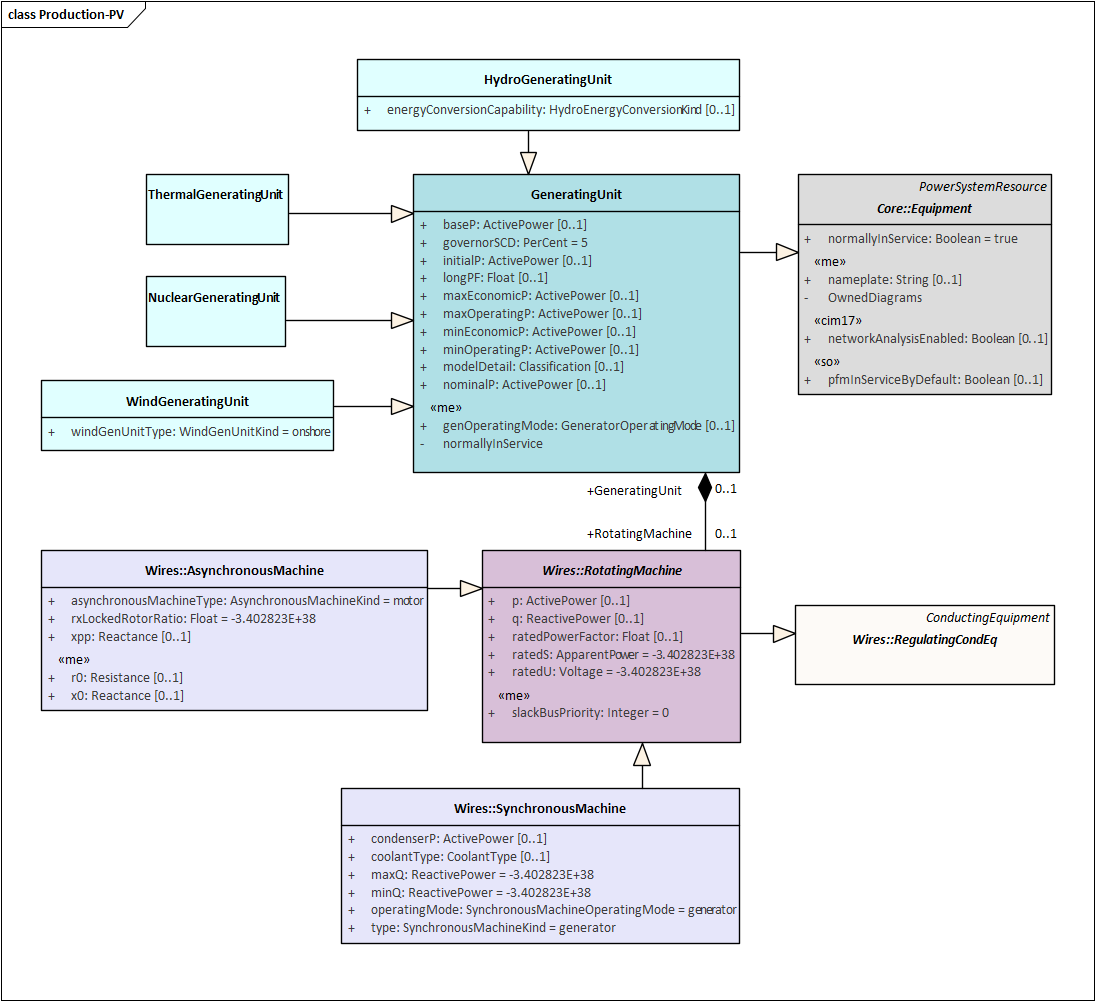 class Production-PV
HydroGeneratingUnit
+ energyConversionCapability: HydroEnergyConversionKind [0..1]
ThermalGeneratingUnit
NuclearGeneratingUnit
WindGeneratingUnit
+ windGenUnitType: WindGenUnitKind = onshore
GeneratingUnit
+ baseP: ActivePower [0..1]
+ governorSCD: PerCent = 5
+ initialP: ActivePower [0..1]
+ longPF: Float [0..1]
+ maxEconomicP: ActivePower [0..1]
+ maxOperatingP: ActivePower [0..1]
+ minEconomicP: ActivePower [0..1]
+ minOperatingP: ActivePower [0..1]
+ modelDetail: Classification [0..1]
+ nominalP: ActivePower [0..1]
«me»
+ genOperatingMode: GeneratorOperatingMode [0..1]
- normallyInService
PowerSystemResource
Core::Equipment
+ normallyInService: Boolean = true
«me»
+ nameplate: String [0..1]
- OwnedDiagrams
«cim17»
+ networkAnalysisEnabled: Boolean [0..1]
«so»
+ pfmInServiceByDefault: Boolean [0..1]
+GeneratingUnit 0..1
+RotatingMachine 0..1
Wires::AsynchronousMachine
+ asynchronousMachineType: AsynchronousMachineKind = motor
+ rxLockedRotorRatio: Float = -3.402823E+38
+ xpp: Reactance [0..1]
«me»
+ r0: Resistance [0..1]
+ x0: Reactance [0..1]
Wires::RotatingMachine
+ p: ActivePower [0..1]
+ q: ReactivePower [0..1]
+ ratedPowerFactor: Float [0..1]
+ ratedS: ApparentPower = -3.402823E+38
+ ratedU: Voltage = -3.402823E+38
«me»
+ slackBusPriority: Integer = 0
ConductingEquipment
Wires::RegulatingCondEq
Wires::SynchronousMachine
+ condenserP: ActivePower [0..1]
+ coolantType: CoolantType [0..1]
+ maxQ: ReactivePower = -3.402823E+38
+ minQ: ReactivePower = -3.402823E+38
+ operatingMode: SynchronousMachineOperatingMode = generator
+ type: SynchronousMachineKind = generator